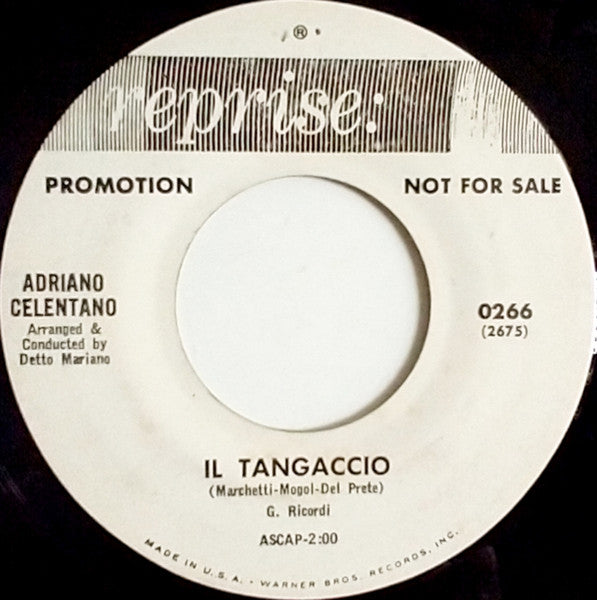 ®
reprise:
PROMOTION
NOT FOR SALE
ADRIANO
CELENTANO
Arranged &
Conducted by
Detto Mariano
0266
(2675)
IL TANGACCIO
(Marchetti-Mogol-Del Prete)
G. Ricordi
ASCAP-2:00
MADE IN U.S.A. - WARNER BROS. RECORDS, INC.